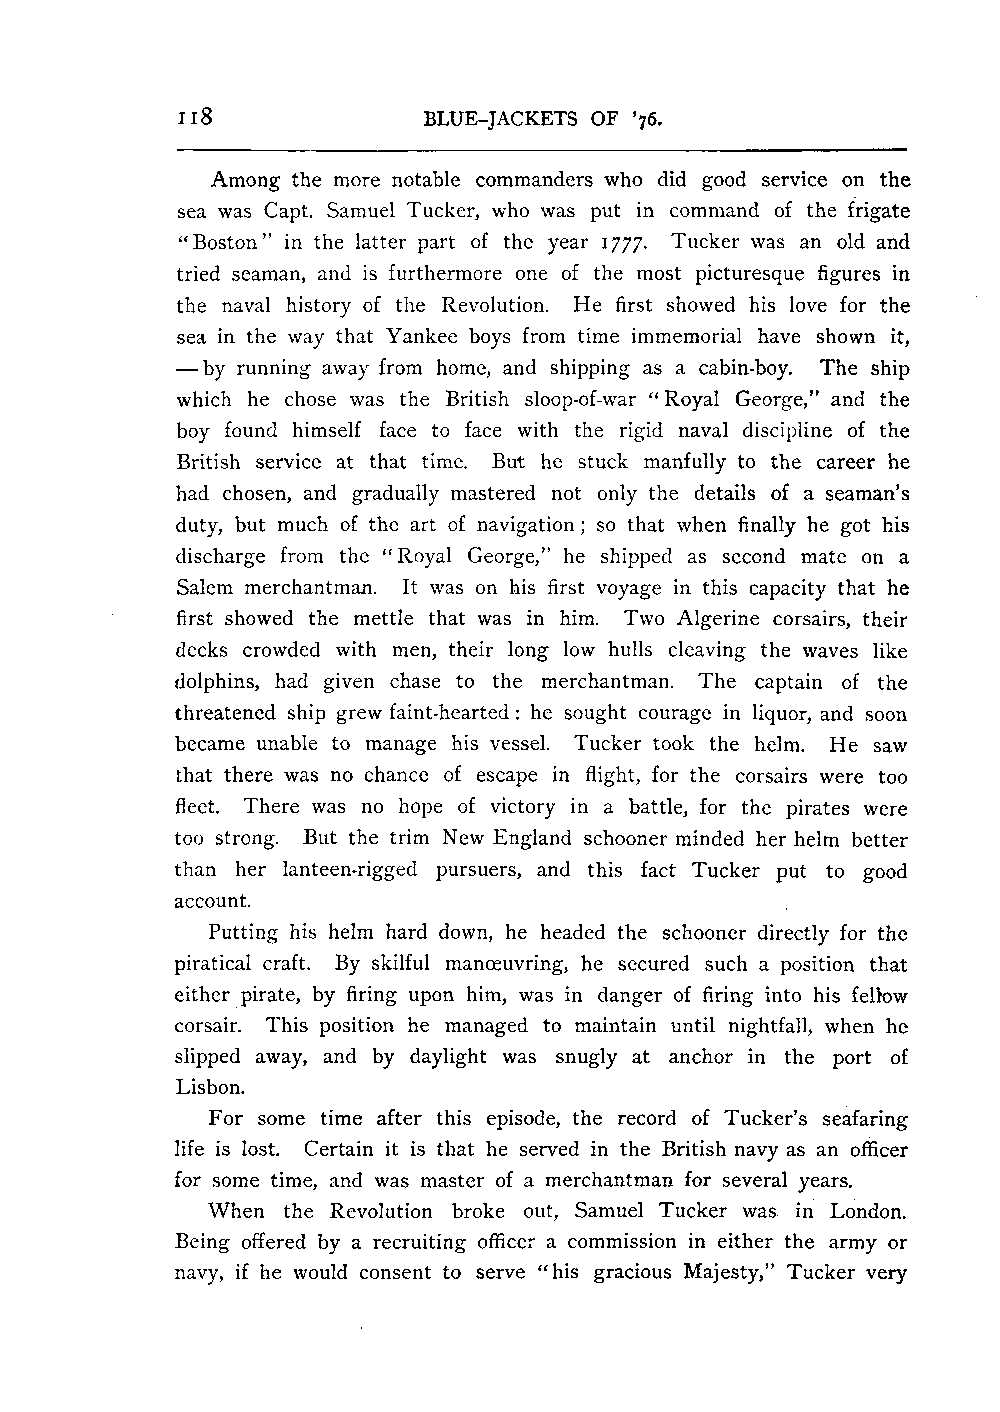 118 BLUE-JACKETS OF '76.
Among the more notable commanders who did good service on the
sea was Capt. Samuel Tucker, who was put in command of the frigate
"Boston" in the latter part of the year 1777. Tucker was an old and
tried seaman, and is furthermore one of the most picturesque figures in
the naval history of the Revolution. He first showed his love for the
sea in the way that Yankee boys from time immemorial have shown it,
— by running away from home, and shipping as a cabin-boy. The ship
which he chose was the British sloop-of-war "Royal George," and the
boy found himself face to face with the rigid naval discipline of the
British service at that time. But he stuck manfully to the career he
had chosen, and gradually mastered not only the details of a seaman's
duty, but much of the art of navigation; so that when finally he got his
discharge from the "Royal George," he shipped as second mate on a
Salem merchantman. It was on his first voyage in this capacity that he
first showed the mettle that was in him. Two Algerine corsairs, their
decks crowded with men, their long low hulls cleaving the waves like
dolphins, had given chase to the merchantman. The captain of the
threatened ship grew faint-hearted: he sought courage in liquor, and soon
became unable to manage his vessel. Tucker took the helm. He saw
that there was no chance of escape in flight, for the corsairs were too
fleet. There was no hope of victory in a battle, for the pirates were
too strong. But the trim New England schooner minded her helm better
than her lanteen-rigged pursuers, and this fact Tucker put to good
account.
Putting his helm hard down, he headed the schooner directly for the
piratical craft. By skilful manœuvring, he secured such a position that
either pirate, by firing upon him, was in danger of firing into his fellow
corsair. This position he managed to maintain until nightfall, when he
slipped away, and by daylight was snugly at anchor in the port of
Lisbon.
For some time after this episode, the record of Tucker's seafaring
life is lost. Certain it is that he served in the British navy as an officer
for some time, and was master of a merchantman for several years.
When the Revolution broke out, Samuel Tucker was in London.
Being offered by a recruiting officer a commission in either the army or
navy, if he would consent to serve "his gracious Majesty," Tucker very